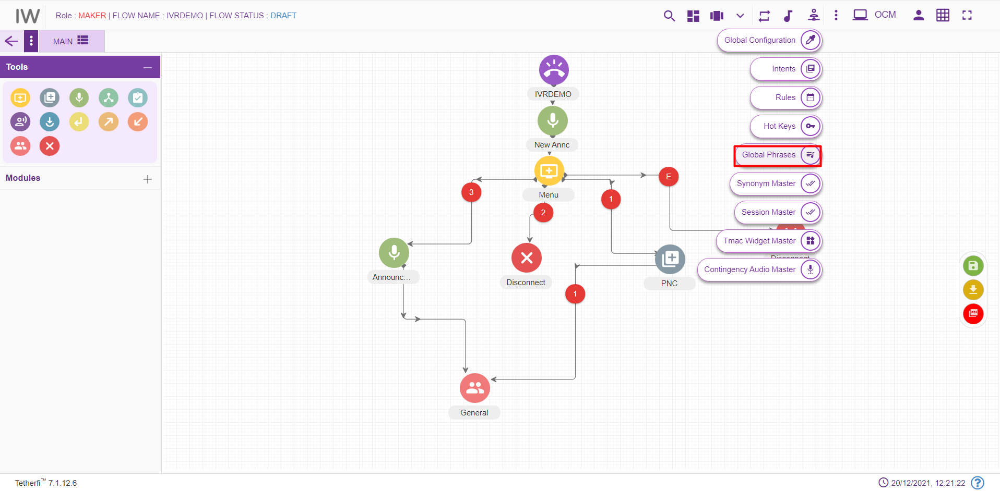 IW
Role : MAKER | FLOW NAME : IVRDEMO | FLOW STATUS : DRAFT
OCM
MAIN
Tools
Modules
IVRDEMO
New Annc
Menu
3
2
1
E
Announc...
Disconnect
PNC
Disconnect
1
General
Global Configuration
Intents
Rules
Hot Keys
Global Phrases
Synonym Master
Session Master
Tmac Widget Master
Contingency Audio Master
PDF
Tetherfi™ 7.1.12.6
20/12/2021, 12:21:22
?